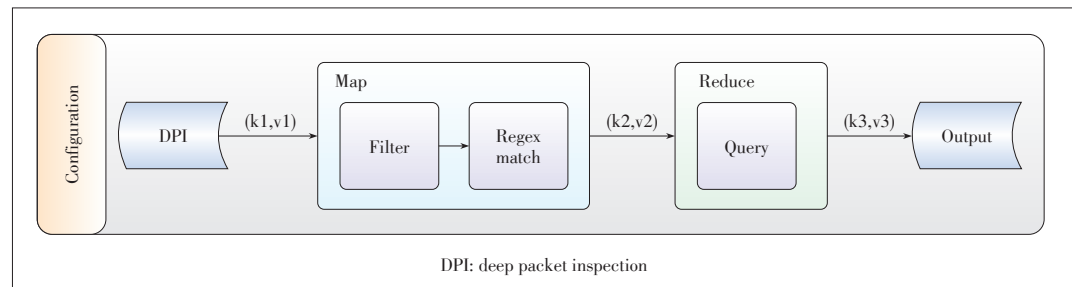 Configuration
DPI
(k1,v1)
Map
Filter
Regex
match
(k2,v2)
Reduce
Query
(k3,v3)
Output
DPI: deep packet inspection